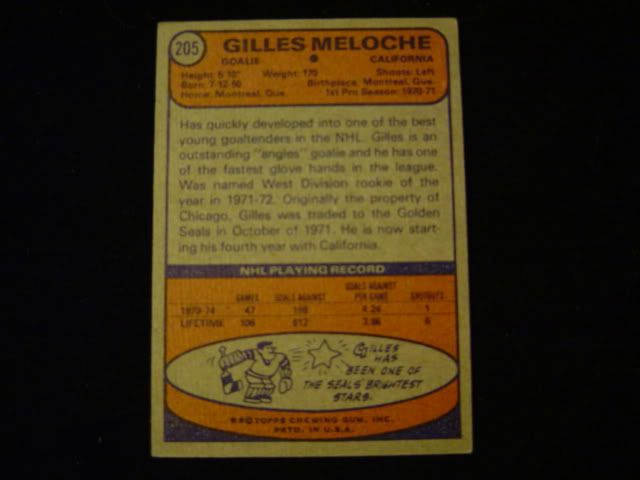 205
GILLES MELOCHE
GOALIE • CALIFORNIA
Height: 5'10" Weight: 170 Shoots: Left
Born: 7-12-50 Birthplace, Montreal, Que.
Home: Montreal, Que. 1st Pro Season: 1970-71
Has quickly developed into one of the best
young goaltenders in the NHL. Gilles is an
outstanding "angles" goalie and he has one
of the fastest glove hands in the league.
Was named West Division rookie of the
year in 1971-72. Originally the property of
Chicago, Gilles was traded to the Golden
Seals in October of 1971. He is now start-
ing his fourth year with California.
NHL PLAYING RECORD
GOALS AGAINST
GAMES GOALS AGAINST PER GAME SHUTOUTS
1973-74 47 198 4.24 1
LIFETIME 612 3.86 6
GILLES
HAS
BEEN ONE OF
THE SEALS BRIGHTEST
STARS.
©TOPPS CHEWING GUM, INC.
PRTD. IN U.S.A.